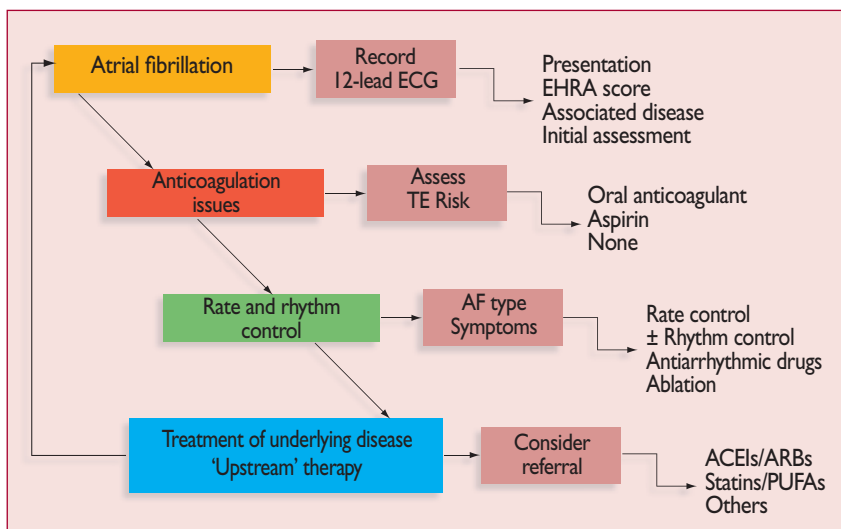 Atrial fibrillation
Record
12-lead ECG
Presentation
EHRA score
Associated disease
Initial assessment
Anticoagulation
issues
Assess
TE Risk
Oral anticoagulant
Aspirin
None
Rate and rhythm
control
AF type
Symptoms
Rate control
± Rhythm control
Antiarrhythmic drugs
Ablation
Treatment of underlying disease
‘Upstream’ therapy
Consider
referral
ACEIs/ARBs
Statins/PUFAs
Others